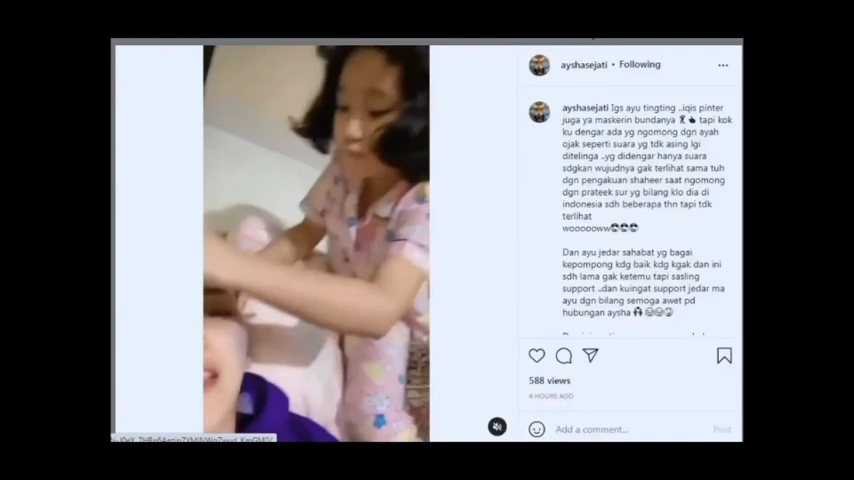 ayshasejati • Following
ayshasejati Igs ayu tingting ..iqis pinter
juga ya maskerin bundanya tapi kok
ku dengar ada yg ngomong dgn ayah
ojak seperti suara yg tdk asing lgi
ditelinga ..yg didengar hanya suara
sdgkan wujudnya gak terlihat sama tuh
dgn pengakuan shaheer saat ngomong
dgn prateek sur yg bilang klo dia di
indonesia sdh beberapa thn tapi tdk
terlihat
woooooww😎😎😎
Dan ayu jedar sahabat yg bagai
kepompong kdg baik kdg kgak dan ini
sdh lama gak ketemu tapi sasling
support ..dan kuingat support jedar ma
ayu dgn bilang semoga awet pd
hubungan aysha
588 views
4 HOURS AGO
Add a comment...
Post